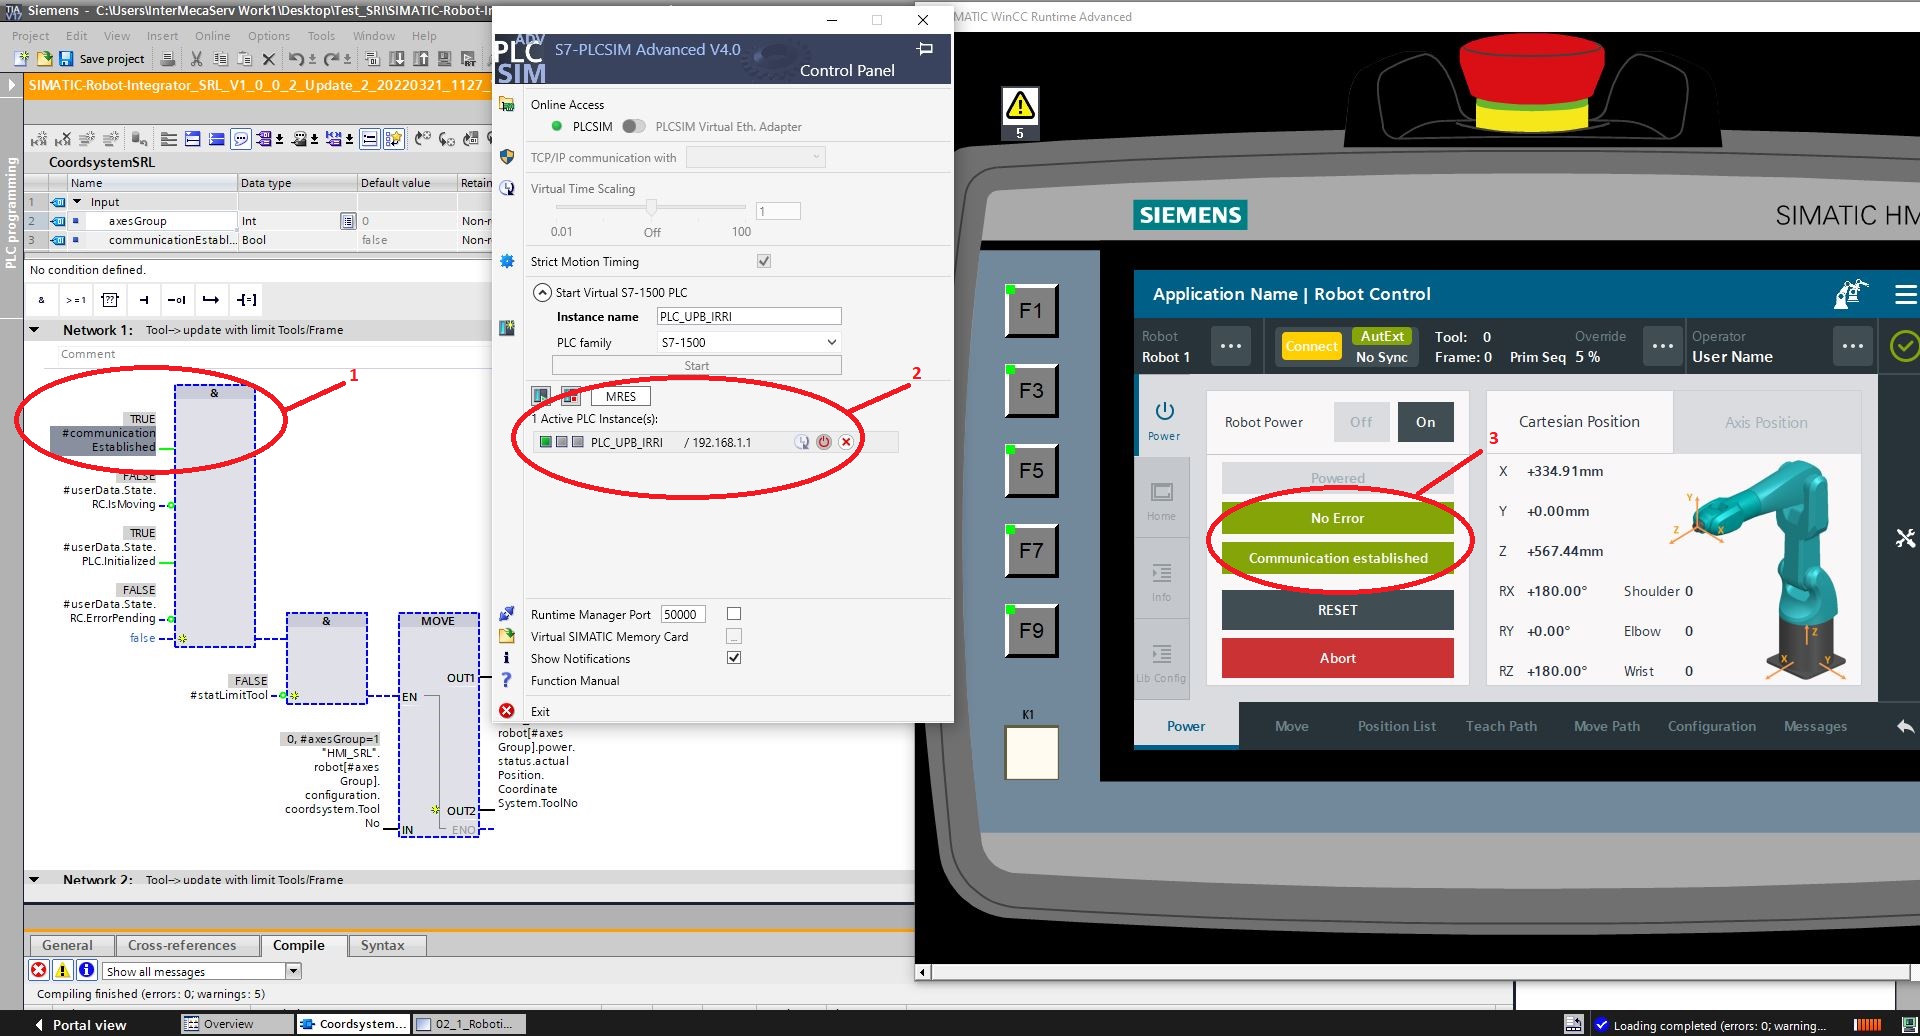 Siemens - C:\Users\InterMecaServ Work1\Desktop\Test_SRI\SIMATIC-Robot-In
Project Edit View Insert Online Options Tools Window Help
Save project
SIMATIC-Robot-Integrator_SRL_V1_0_0_2_Update_2_20220321_1127_
PLC programming
CoordsystemSRL
Name Data type Default value Retain
1 Input
2 axesGroup Int 0 Non-r
3 communicationEstabl... Bool false Non-r
No condition defined.
& >=1 ??
Network 1: Tool-> update with limit Tools/Frame
Comment
1
&
TRUE
#communication
Established
FALSE
#userData.State.
RC.IsMoving
TRUE
#userData.State.
PLC.Initialized
FALSE
#userData.State.
RC.ErrorPending
false
&
FALSE
#statLimitTool
MOVE
OUT1
EN
0, #axesGroup=1
"HMI_SRL".
robot[#axes
Group].
configuration.
coordsystem.Tool
No
IN
OUT2
ENO
robot[#axes
Group].power.
status.actual
Position.
Coordinate
System.ToolNo
Network 2: Tool-> update with limit Tools/Frame
General Cross-references Compile Syntax
Show all messages
Compiling finished (errors: 0; warnings: 5)
Portal view Overview Coordsystem... 02_1_Roboti...
Loading completed (errors: 0; warning...
ADV
PLC
SIM
S7-PLCSIM Advanced V4.0
Control Panel
Online Access
PLCSIM PLCSIM Virtual Eth. Adapter
TCP/IP communication with
Virtual Time Scaling
1
0.01 Off 100
Strict Motion Timing
Start Virtual S7-1500 PLC
Instance name PLC_UPB_IRRI
PLC family S7-1500
Start
MRES
1 Active PLC Instance(s):
PLC_UPB_IRRI / 192.168.1.1
2
Runtime Manager Port 50000
Virtual SIMATIC Memory Card ...
Show Notifications
Function Manual
Exit
MATIC WinCC Runtime Advanced
5
SIEMENS
SIMATIC HM
F1
F3
F5
F7
F9
K1
Application Name | Robot Control
Robot
Robot 1
Connect
AutExt
No Sync
Tool: 0
Frame: 0
Prim Seq
Override
5 %
Operator
User Name
Power
Home
Info
Lib Config
Robot Power Off On
Powered
No Error
Communication established
RESET
Abort
3
Cartesian Position Axis Position
X +334.91mm
Y +0.00mm
Z +567.44mm
RX +180.00° Shoulder 0
RY +0.00° Elbow 0
RZ +180.00° Wrist 0
Y
Z
X
Z
X
Y
Power Move Position List Teach Path Move Path Configuration Messages